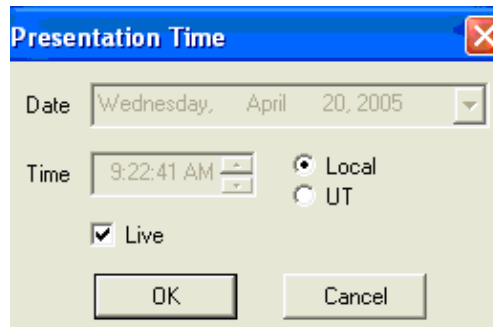 Presentation Time
Date Wednesday, April 20, 2005
Time 9:22:41 AM Local
UT
Live
OK Cancel